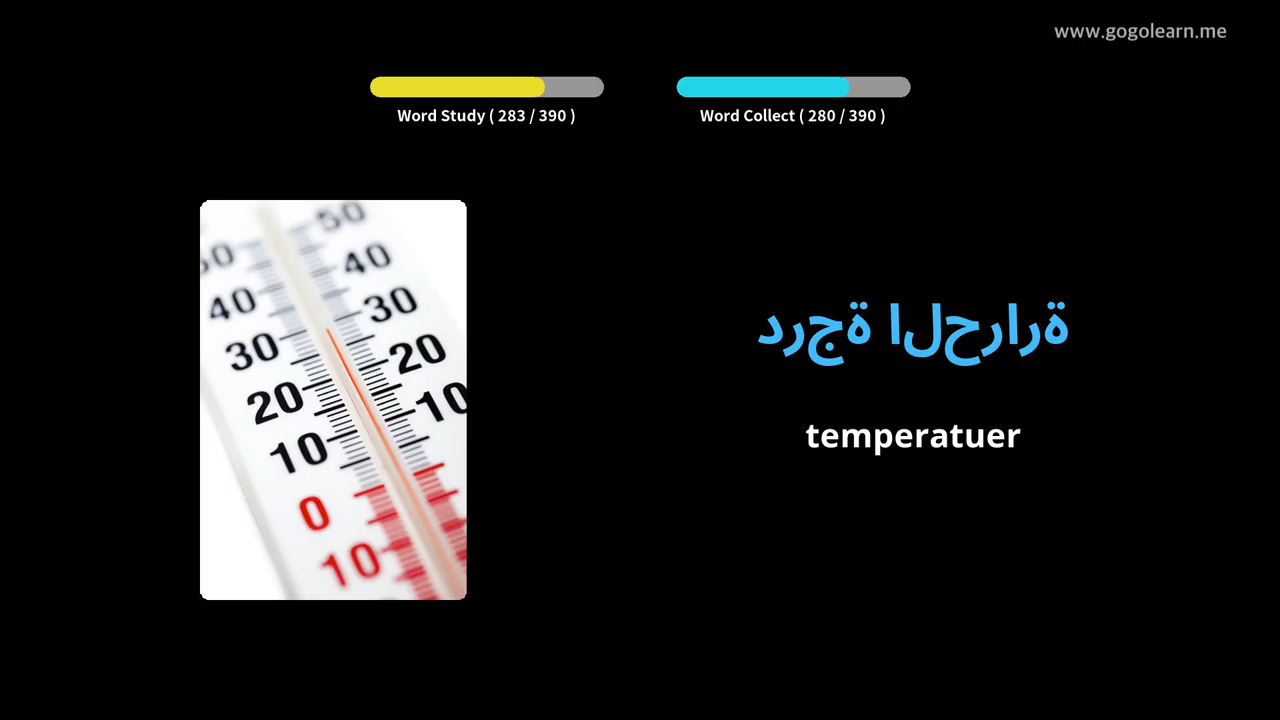 www.gogolearn.me
Word Study ( 283 / 390 )
Word Collect ( 280 / 390 )
50
40 40
30 30
20 20
10 10
0
10
درجة الحرارة
temperatuer